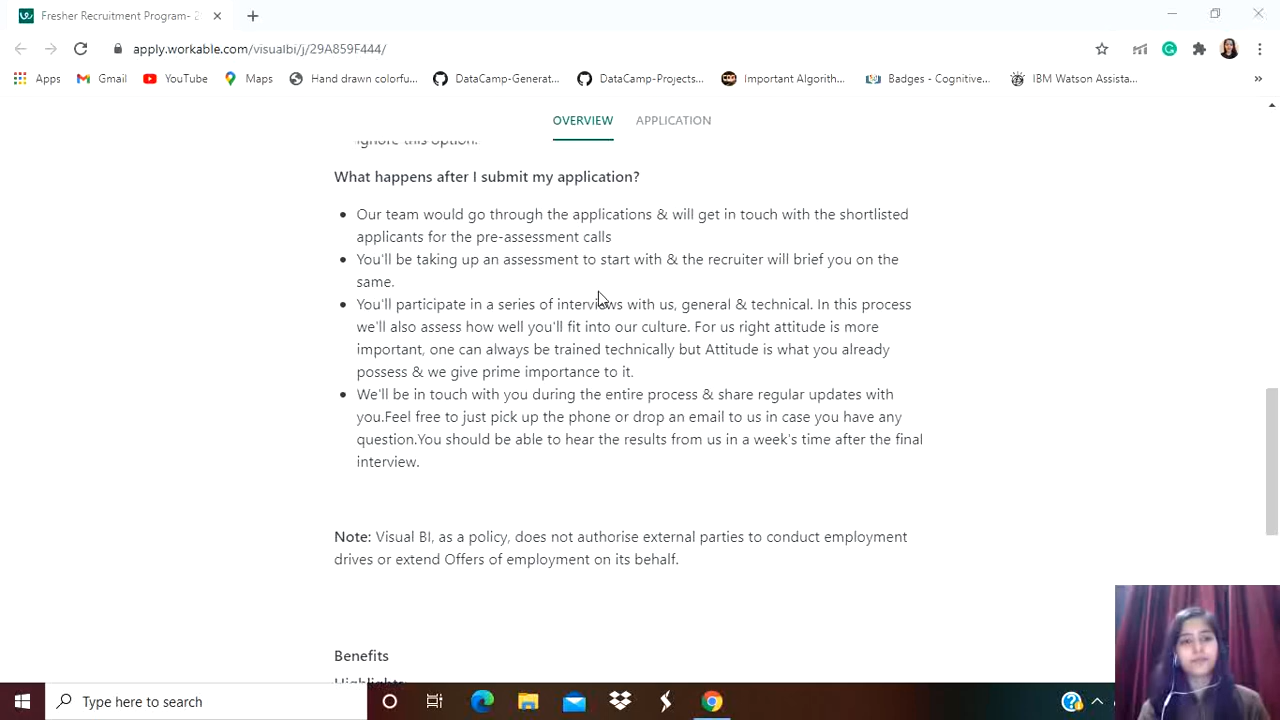 Fresher Recruitment Program- 2
apply.workable.com/visualbi/j/29A859F444/
Apps Gmail YouTube Maps Hand drawn colorfu... DataCamp-Generat... DataCamp-Projects... Important Algorith... Badges - Cognitive... IBM Watson Assista...
OVERVIEW APPLICATION
ignore this option.
What happens after I submit my application?
Our team would go through the applications & will get in touch with the shortlisted
applicants for the pre-assessment calls
You'll be taking up an assessment to start with & the recruiter will brief you on the
same.
You'll participate in a series of interviews with us, general & technical. In this process
we'll also assess how well you'll fit into our culture. For us right attitude is more
important, one can always be trained technically but Attitude is what you already
possess & we give prime importance to it.
We'll be in touch with you during the entire process & share regular updates with
you.Feel free to just pick up the phone or drop an email to us in case you have any
question.You should be able to hear the results from us in a week's time after the final
interview.
Note: Visual BI, as a policy, does not authorise external parties to conduct employment
drives or extend Offers of employment on its behalf.
Benefits
Highlights
Type here to search